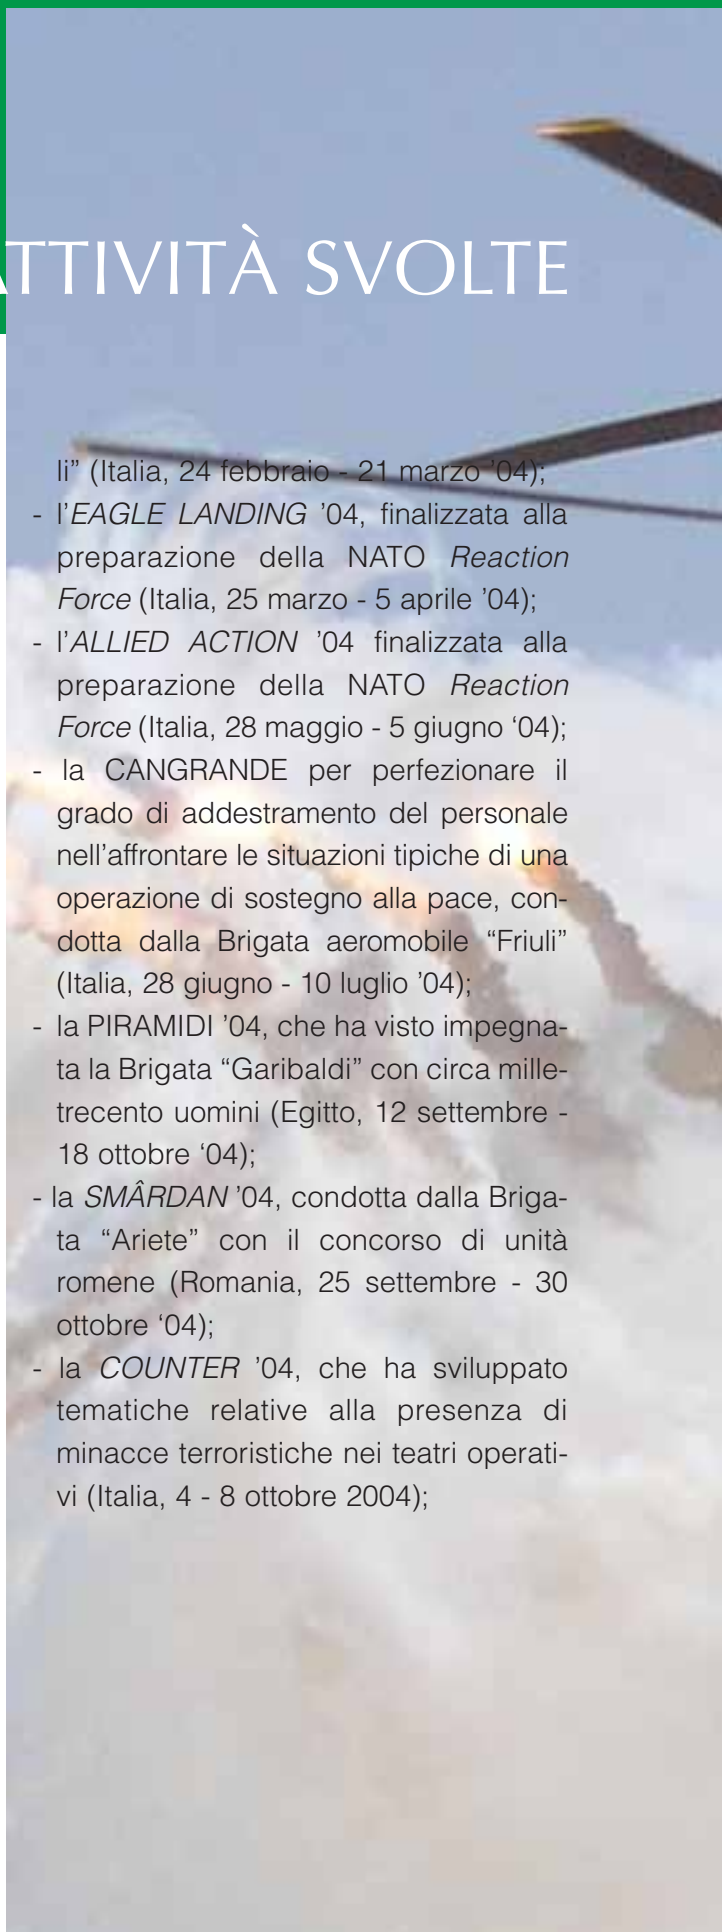 ATTIVITÀ SVOLTE
li” (Italia, 24 febbraio - 21 marzo ’04);
- l’EAGLE LANDING ’04, finalizzata alla
preparazione della NATO Reaction
Force (Italia, 25 marzo - 5 aprile ’04);
- l’ALLIED ACTION ’04 finalizzata alla
preparazione della NATO Reaction
Force (Italia, 28 maggio - 5 giugno ‘04);
- la CANGRANDE per perfezionare il
grado di addestramento del personale
nell’affrontare le situazioni tipiche di una
operazione di sostegno alla pace, con-
dotta dalla Brigata aeromobile “Friuli”
(Italia, 28 giugno - 10 luglio ’04);
- la PIRAMIDI ’04, che ha visto impegna-
ta la Brigata “Garibaldi” con circa mille-
trecento uomini (Egitto, 12 settembre -
18 ottobre ‘04);
- la SMÂRDAN ’04, condotta dalla Briga-
ta “Ariete” con il concorso di unità
romene (Romania, 25 settembre - 30
ottobre ‘04);
- la COUNTER ’04, che ha sviluppato
tematiche relative alla presenza di
minacce terroristiche nei teatri operati-
vi (Italia, 4 - 8 ottobre 2004);